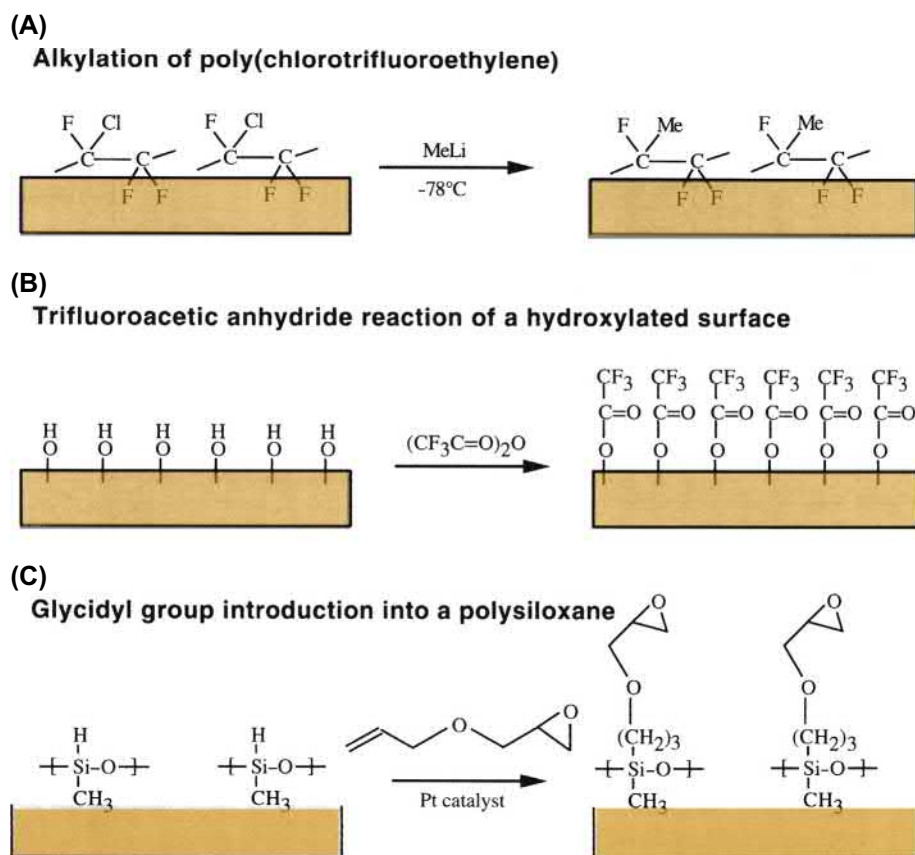 (A)
Alkylation of poly(chlorotrifluoroethylene)
F Cl F Cl
C C C C
F F F F
MeLi
-78°C
F Me F Me
C C C C
F F F F
(B)
Trifluoroacetic anhydride reaction of a hydroxylated surface
H H H H H H
O O O O O O
(CF₃C=O)₂O
CF₃ CF₃ CF₃ CF₃ CF₃ CF₃
C=O C=O C=O C=O C=O C=O
O O O O O O
(C)
Glycidyl group introduction into a polysiloxane
H H
Si–O Si–O
CH₃ CH₃
O O
Pt catalyst
O O
O O
(CH₂)₃ (CH₂)₃
Si–O Si–O
CH₃ CH₃